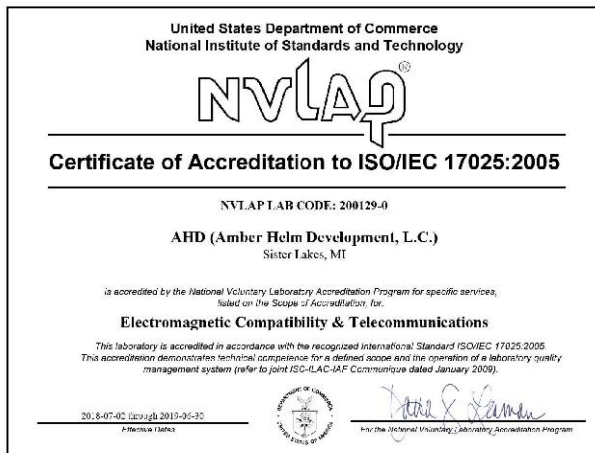 United States Department of Commerce
National Institute of Standards and Technology
NVLAP®
Certificate of Accreditation to ISO/IEC 17025:2005
NVLAP LAB CODE: 200129-0
AHD (Amber Helm Development, L.C.)
Sister Lakes, MI
is accredited by the National Voluntary Laboratory Accreditation Program for specific services,
listed on the Scope of Accreditation, for:
Electromagnetic Compatibility & Telecommunications
This laboratory is accredited in accordance with the recognized International Standard ISO/IEC 17025:2005.
This accreditation demonstrates technical competence for a defined scope and the operation of a laboratory quality
management system (refer to joint ISO-ILAC-IAF Communique dated January 2009).
2018-07-02 through 2019-06-30
Effective Dates
For the National Voluntary Laboratory Accreditation Program